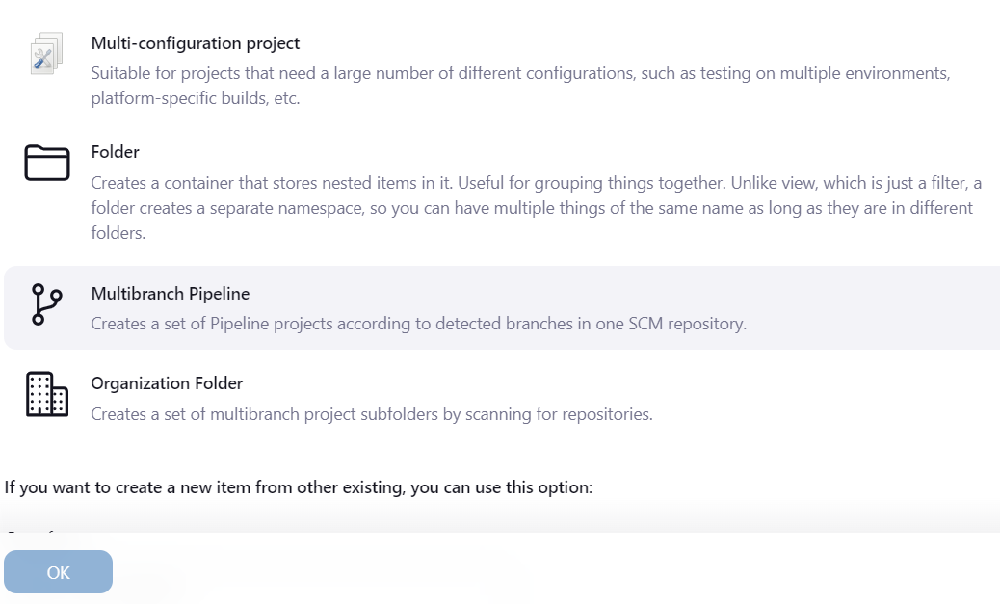 Multi-configuration project
Suitable for projects that need a large number of different configurations, such as testing on multiple environments,
platform-specific builds, etc.
Folder
Creates a container that stores nested items in it. Useful for grouping things together. Unlike view, which is just a filter, a
folder creates a separate namespace, so you can have multiple things of the same name as long as they are in different
folders.
Multibranch Pipeline
Creates a set of Pipeline projects according to detected branches in one SCM repository.
Organization Folder
Creates a set of multibranch project subfolders by scanning for repositories.
If you want to create a new item from other existing, you can use this option:
OK